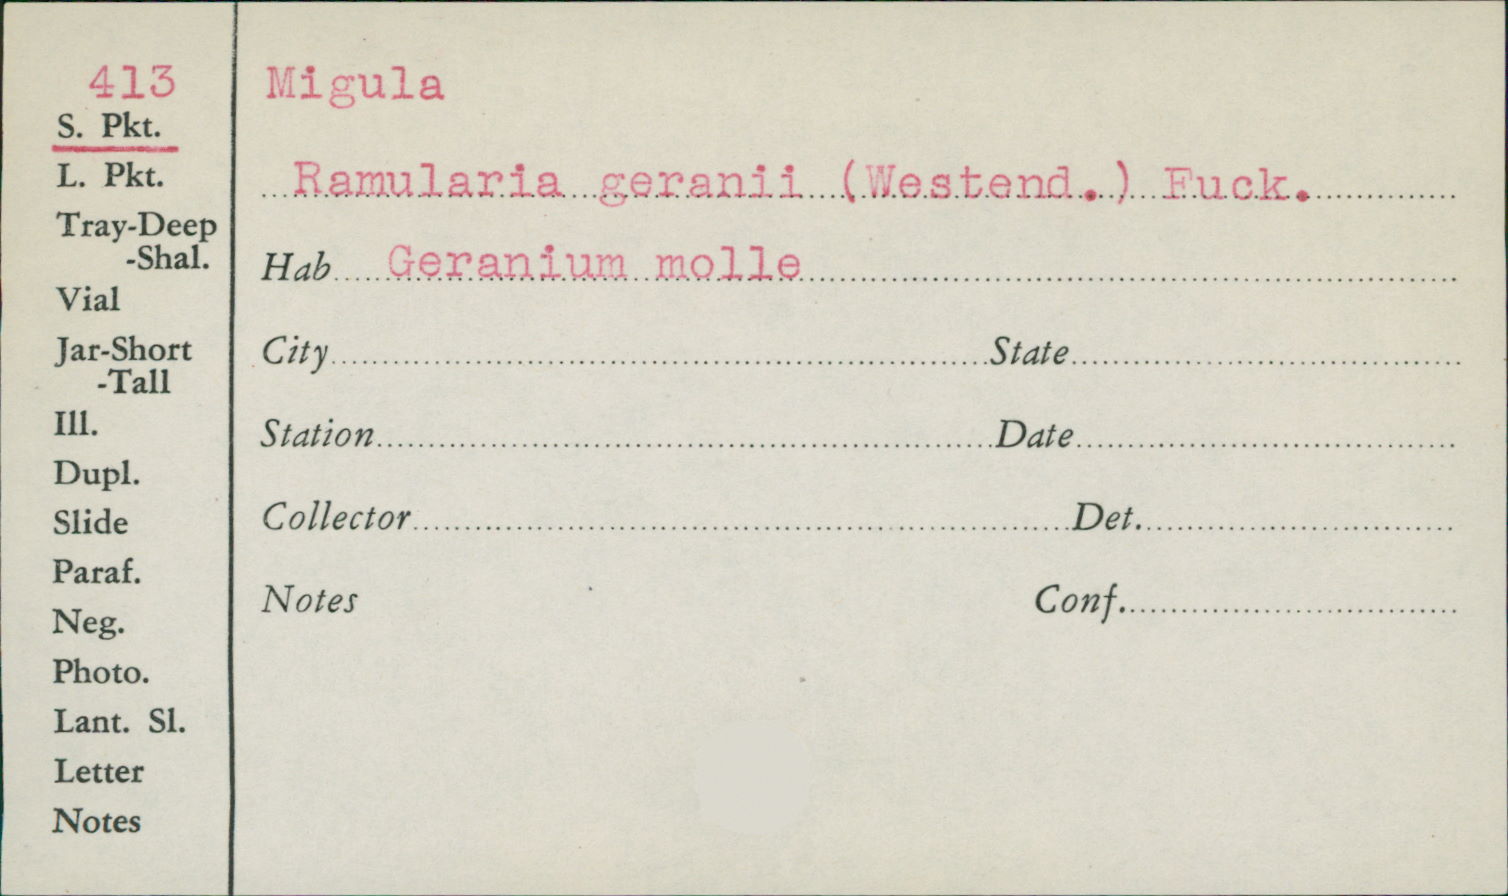 413
S. Pkt.
L. Pkt.
Tray-Deep
-Shal.
Vial
Jar-Short
-Tall
Ill.
Dupl.
Slide
Paraf.
Neg.
Photo.
Lant. Sl.
Letter
Notes
Migula
Ramularia geranii (Westend.) Fuck.
Hab Geranium molle
City State
Station Date
Collector Det.
Notes Conf.